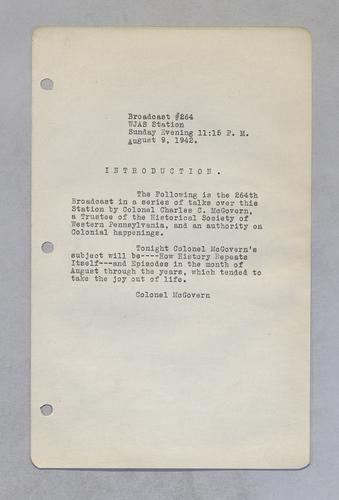 Broadcast #264
WJAS Station
Sunday Evening 11:15 P. M.
August 9, 1942.
I N T R O D U C T I O N .
The Following is the 264th
Broadcast in a series of talks over this
Station by Colonel Charles C. McGovern,
a Trustee of the Historical Society of
Western Pennsylvania, and an authority on
Colonial happenings.
Tonight Colonel McGovern's
subject will be----How History Repeats
Itself---and Episodes in the month of
August through the years, which tended to
take the joy out of life.
Colonel McGovern